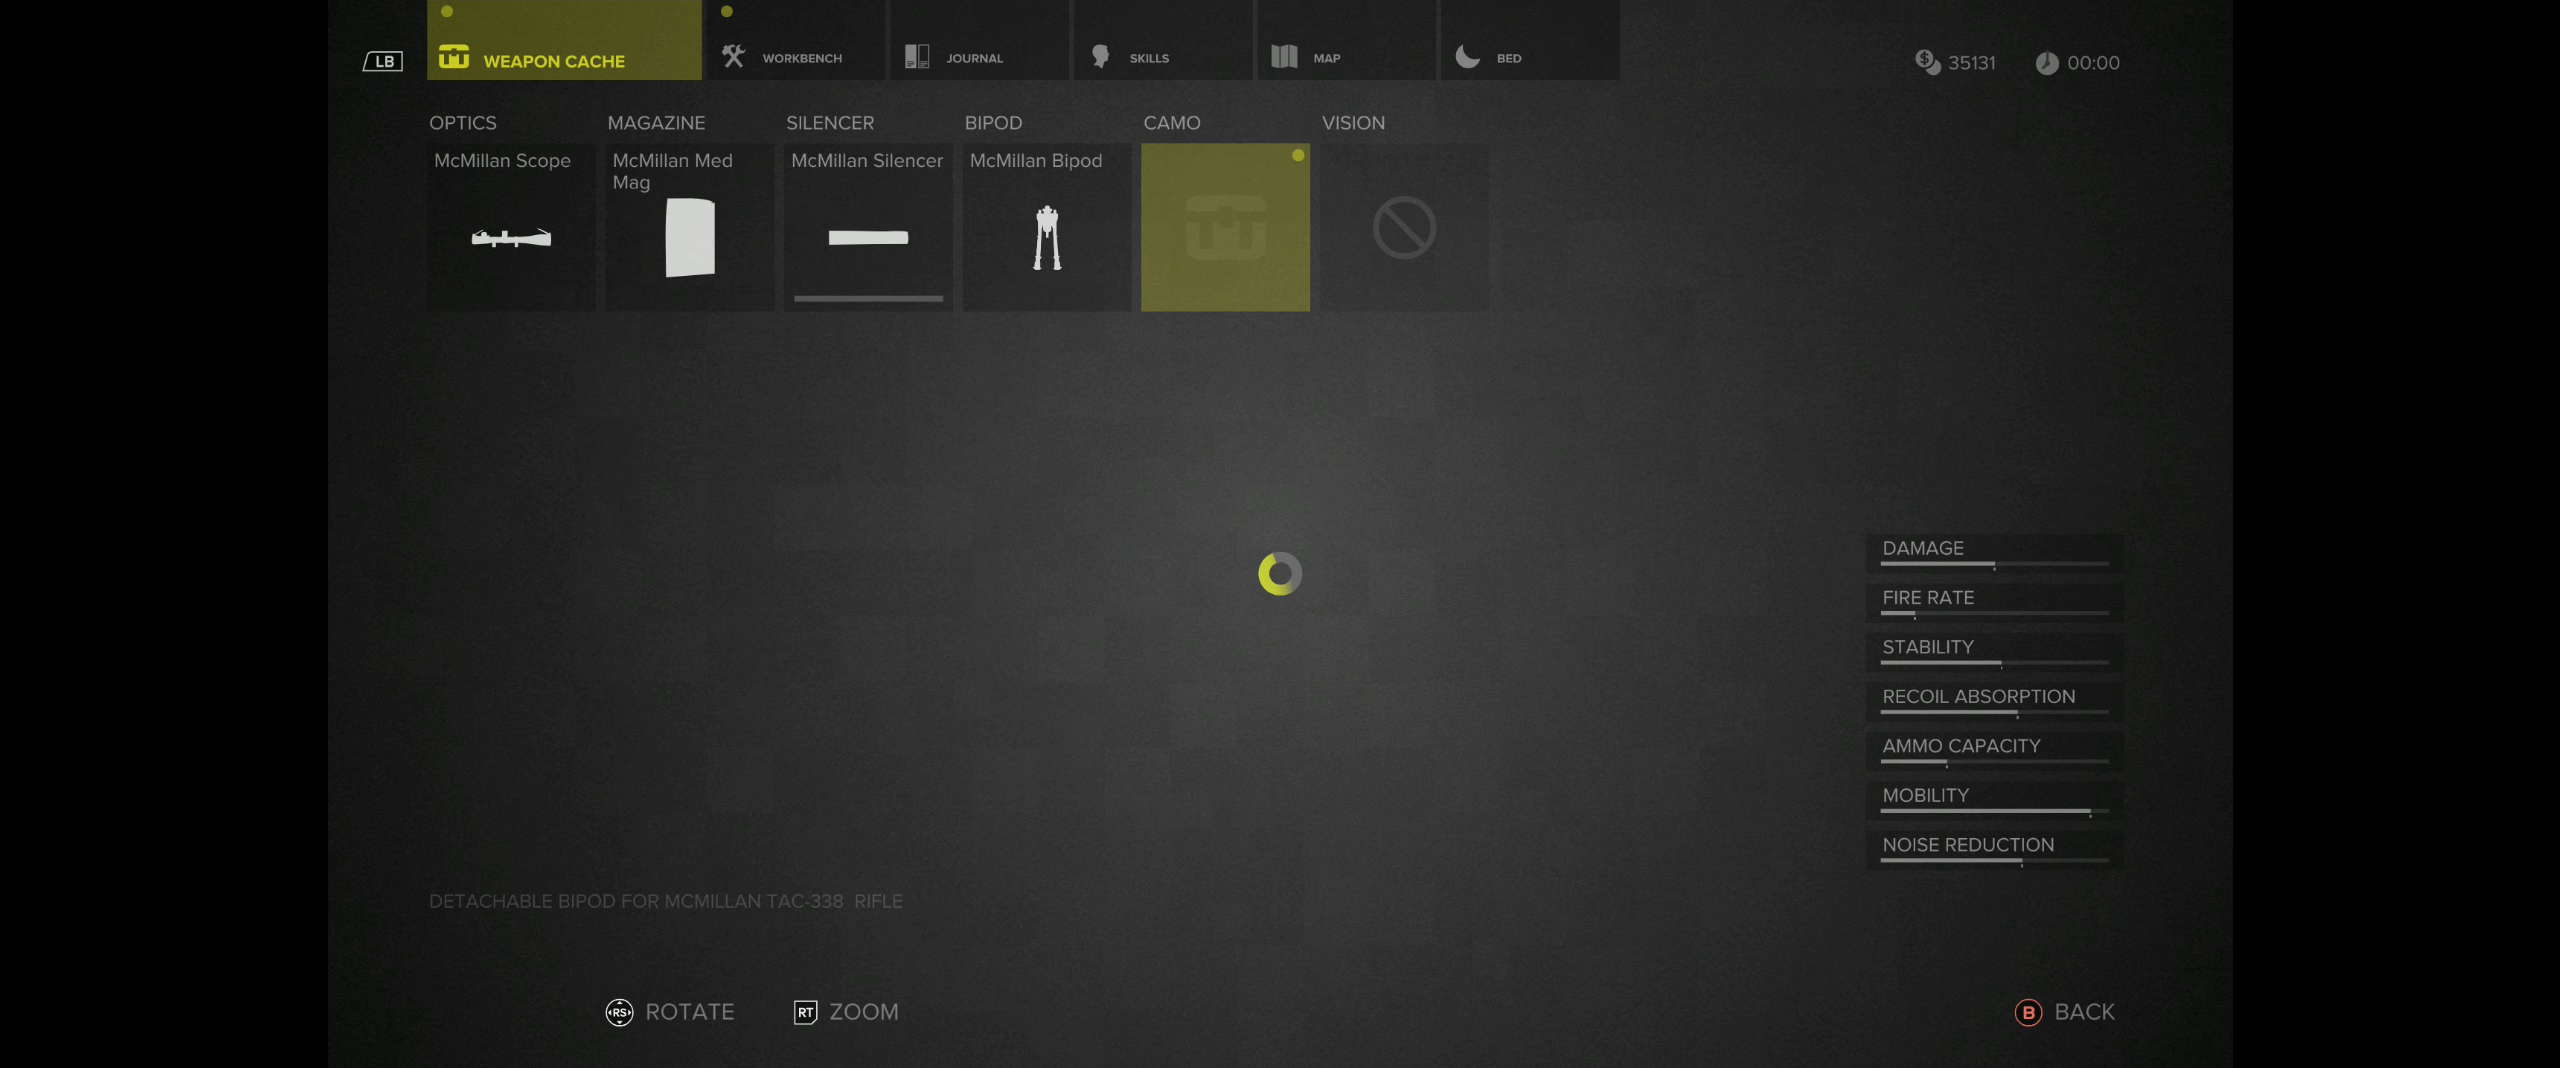 LB
WEAPON CACHE
WORKBENCH
JOURNAL
SKILLS
MAP
BED
$ 35131
00:00
OPTICS
MAGAZINE
SILENCER
BIPOD
CAMO
VISION
McMillan Scope
McMillan Med
Mag
McMillan Silencer
McMillan Bipod
DAMAGE
FIRE RATE
STABILITY
RECOIL ABSORPTION
AMMO CAPACITY
MOBILITY
NOISE REDUCTION
DETACHABLE BIPOD FOR MCMILLAN TAC-338 RIFLE
RS ROTATE
RT ZOOM
B BACK